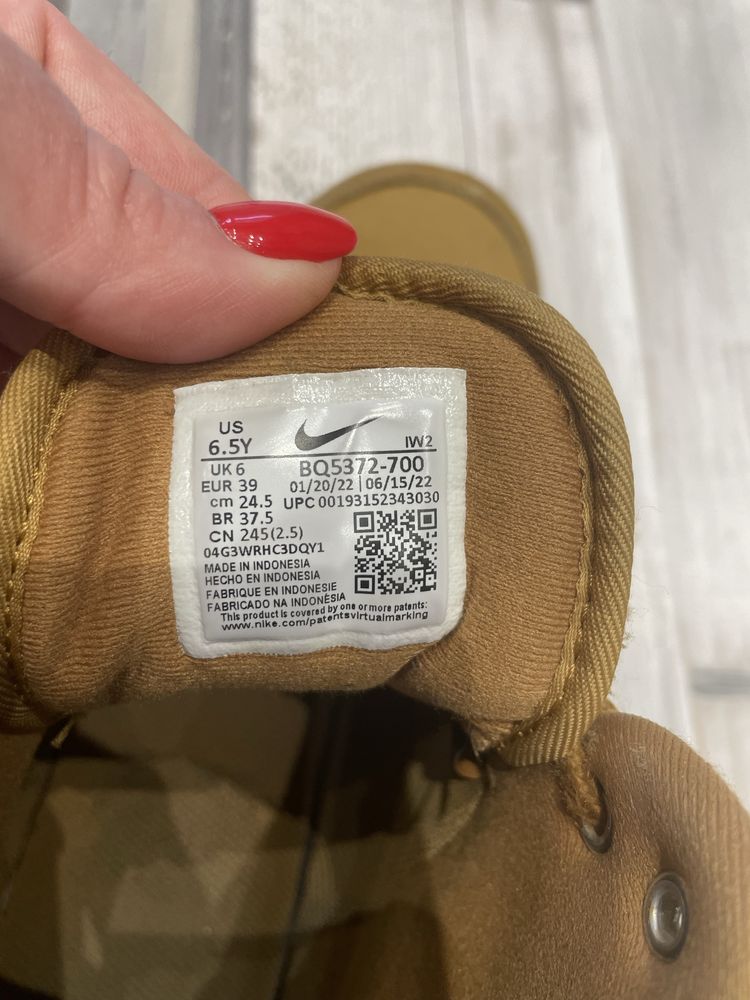 US
6.5Y
IW2
UK 6
BQ5372-700
EUR 39
01/20/22 | 06/15/22
cm 24.5
UPC 00193152343030
BR 37.5
CN 245(2.5)
04G3WRHC3DQY1
MADE IN INDONESIA
HECHO EN INDONESIA
FABRIQUE EN INDONESIE
FABRICADO NA INDONÉSIA
This product is covered by one or more patents:
www.nike.com/patentsvirtualmarking